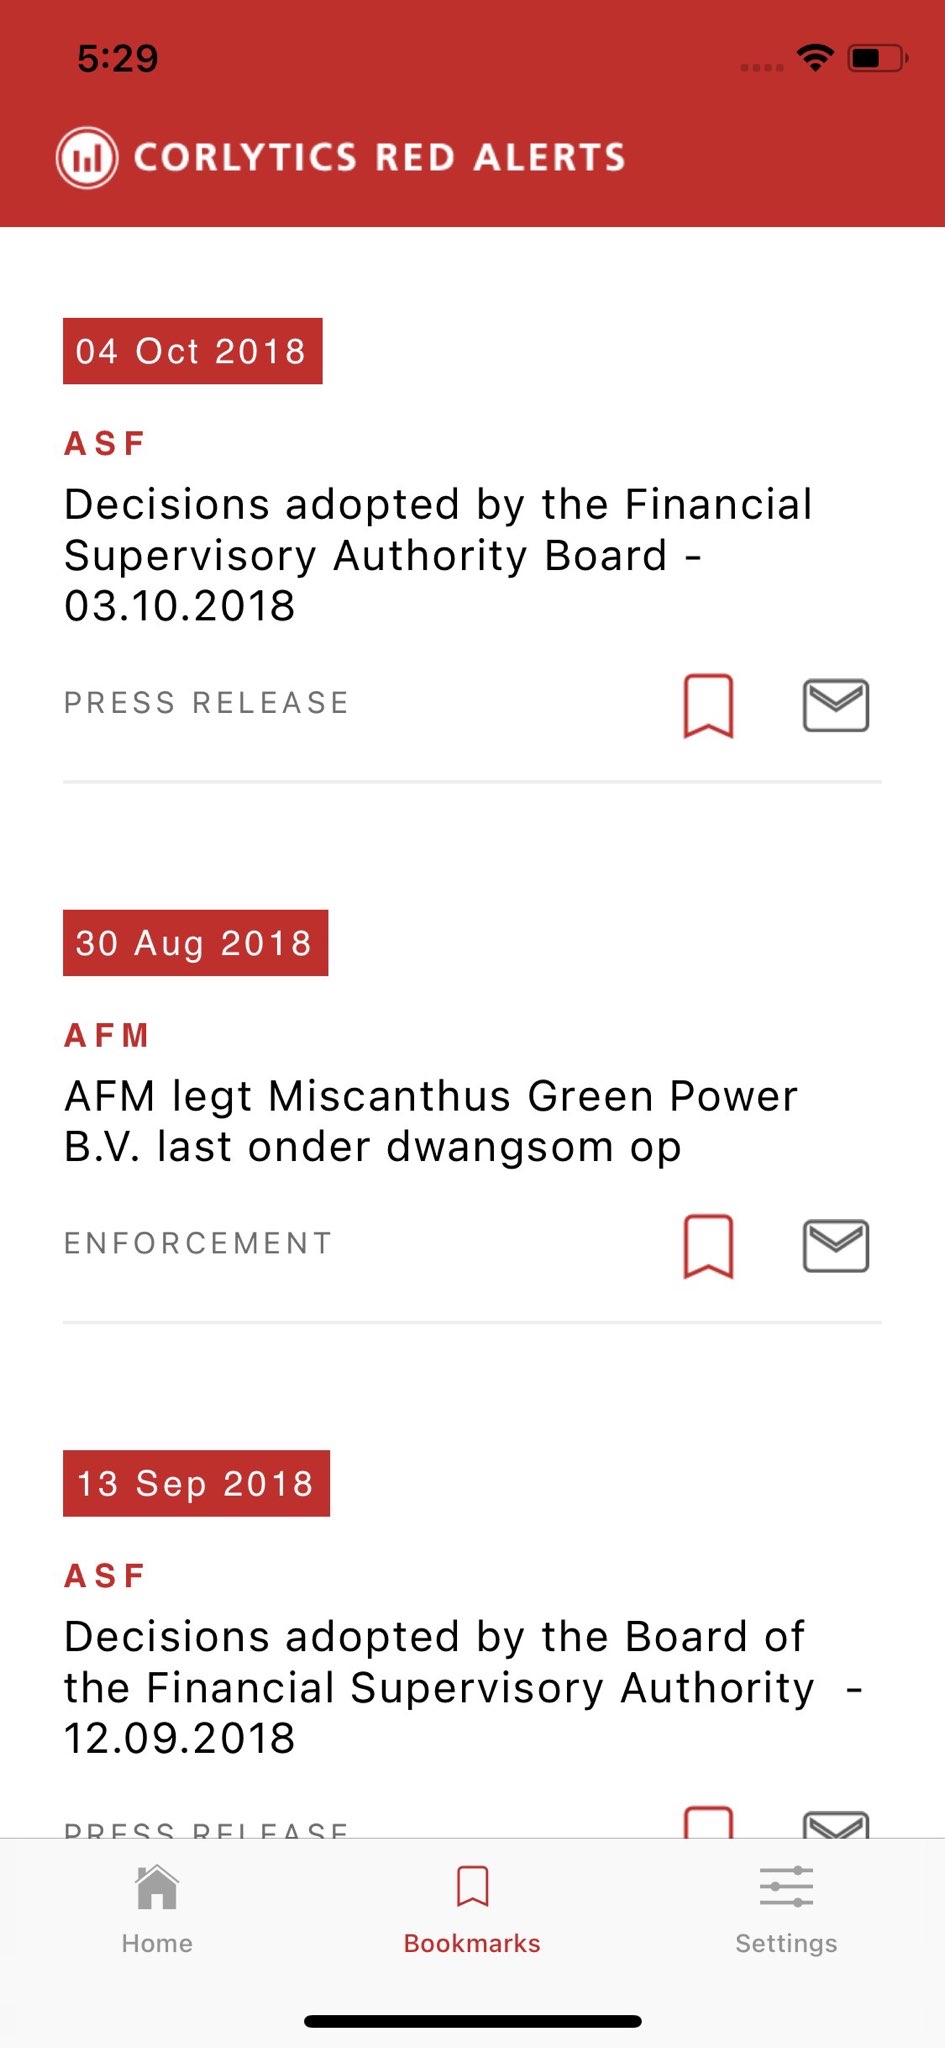 5:29
CORLYTICS RED ALERTS
04 Oct 2018
ASF
Decisions adopted by the Financial
Supervisory Authority Board -
03.10.2018
PRESS RELEASE
30 Aug 2018
AFM
AFM legt Miscanthus Green Power
B.V. last onder dwangsom op
ENFORCEMENT
13 Sep 2018
ASF
Decisions adopted by the Board of
the Financial Supervisory Authority  -
12.09.2018
PRESS RELEASE
Home
Bookmarks
Settings